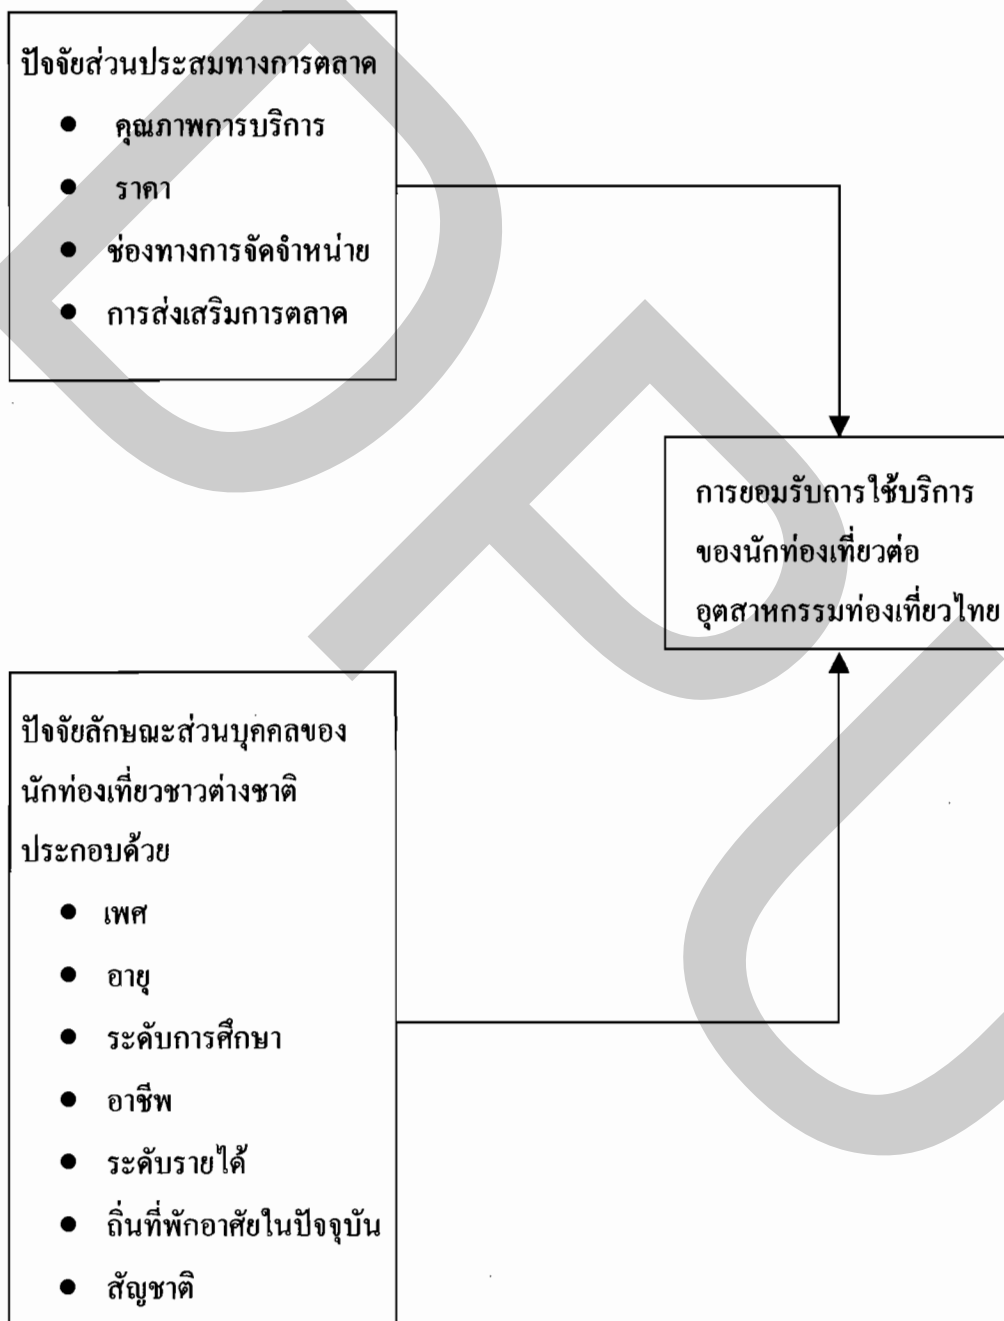 ปัจจัยส่วนประสมทางการตลาด
● คุณภาพการบริการ
● ราคา
● ช่องทางการจัดจำหน่าย
● การส่งเสริมการตลาด
การยอมรับการใช้บริการ
ของนักท่องเที่ยวต่อ
อุตสาหกรรมท่องเที่ยวไทย
ปัจจัยลักษณะส่วนบุคคลของ
นักท่องเที่ยวชาวต่างชาติ
ประกอบด้วย
● เพศ
● อายุ
● ระดับการศึกษา
● อาชีพ
● ระดับรายได้
● ถิ่นที่พักอาศัยในปัจจุบัน
● สัญชาติ
DPU